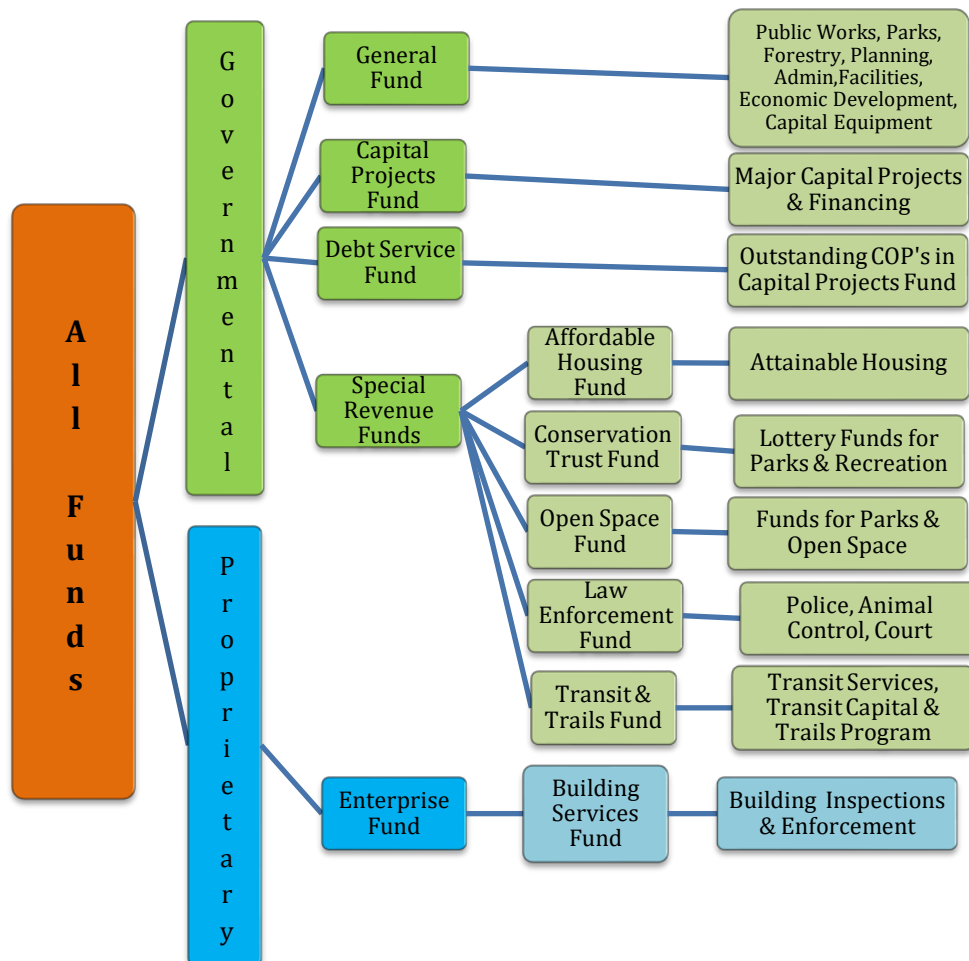 All Funds
Governmental
General
Fund
Public Works, Parks,
Forestry, Planning,
Admin,Facilities,
Economic Development,
Capital Equipment
Capital
Projects
Fund
Major Capital Projects
& Financing
Debt Service
Fund
Outstanding COP's in
Capital Projects Fund
Special
Revenue
Funds
Affordable
Housing
Fund
Attainable Housing
Conservation
Trust Fund
Lottery Funds for
Parks & Recreation
Open Space
Fund
Funds for Parks &
Open Space
Law
Enforcement
Fund
Police, Animal
Control, Court
Transit &
Trails Fund
Transit Services,
Transit Capital &
Trails Program
Proprietary
Enterprise
Fund
Building
Services
Fund
Building Inspections
& Enforcement